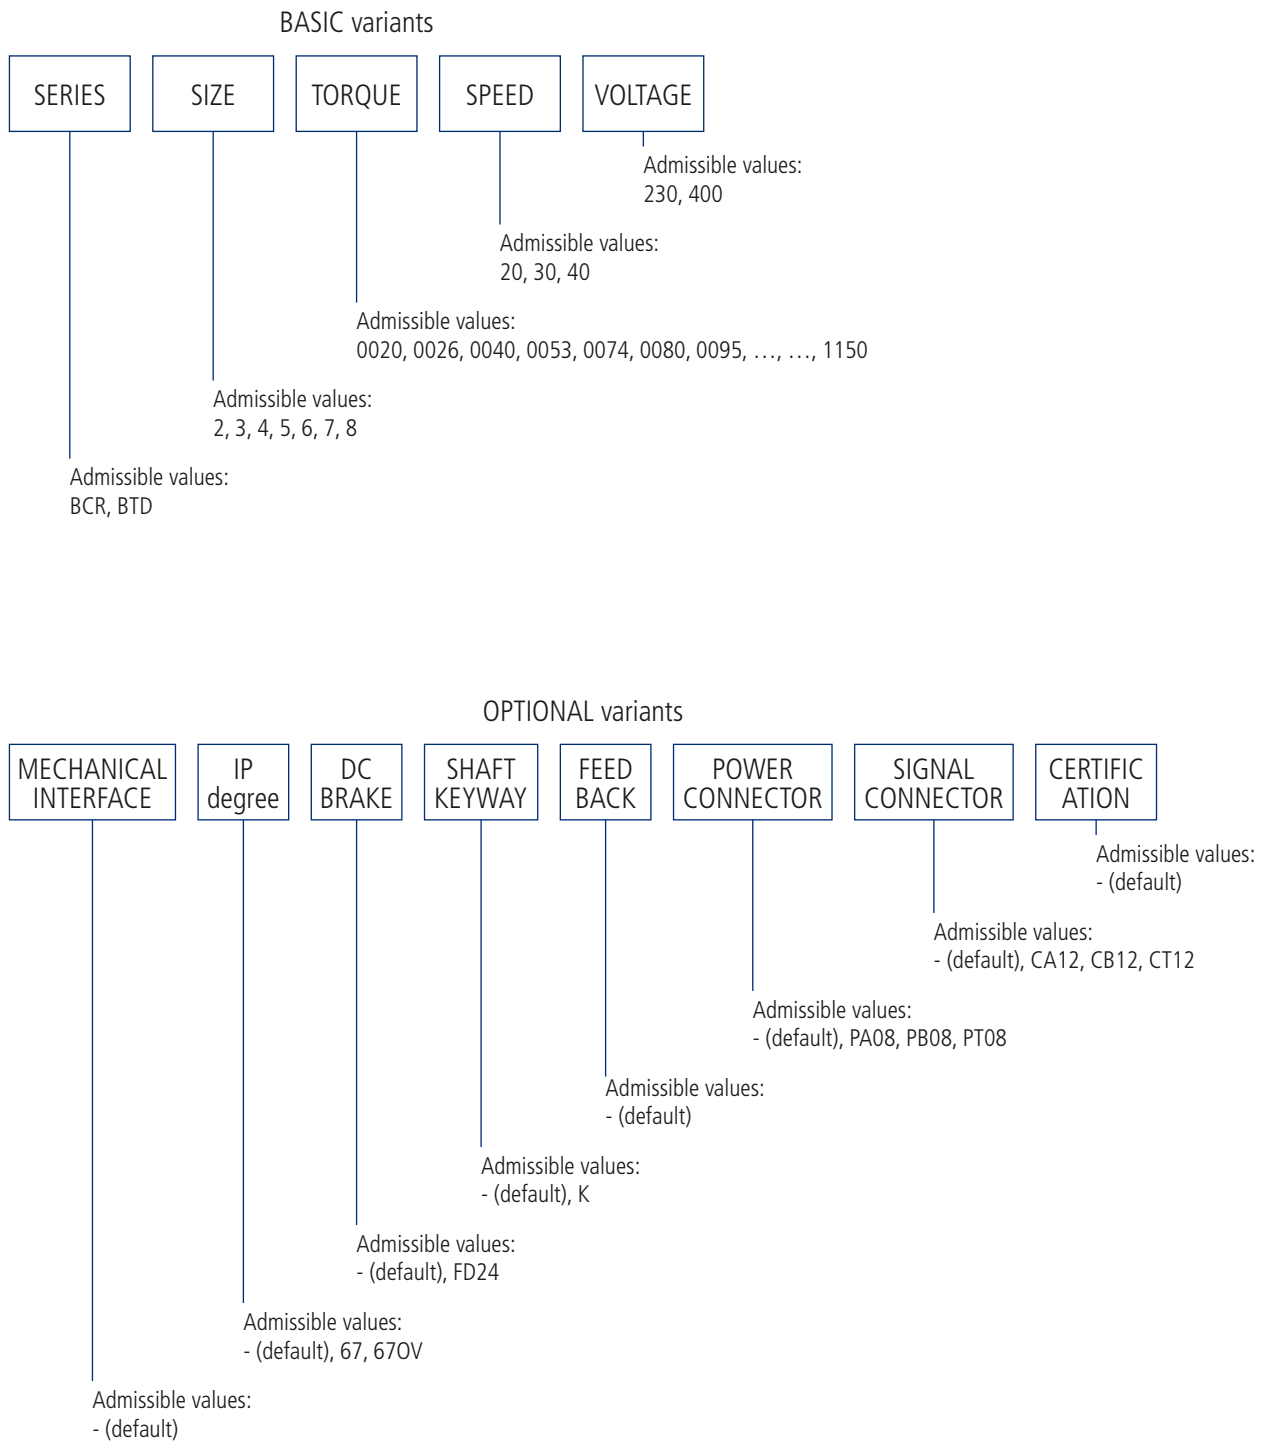 BASIC variants
SERIES
SIZE
TORQUE
SPEED
VOLTAGE
Admissible values:
230, 400
Admissible values:
20, 30, 40
Admissible values:
0020, 0026, 0040, 0053, 0074, 0080, 0095, …, …, 1150
Admissible values:
2, 3, 4, 5, 6, 7, 8
Admissible values:
BCR, BTD
OPTIONAL variants
MECHANICAL
INTERFACE
IP
degree
DC
BRAKE
SHAFT
KEYWAY
FEED
BACK
POWER
CONNECTOR
SIGNAL
CONNECTOR
CERTIFIC
ATION
Admissible values:
- (default)
Admissible values:
- (default), CA12, CB12, CT12
Admissible values:
- (default), PA08, PB08, PT08
Admissible values:
- (default)
Admissible values:
- (default), K
Admissible values:
- (default), FD24
Admissible values:
- (default), 67, 67OV
Admissible values:
- (default)